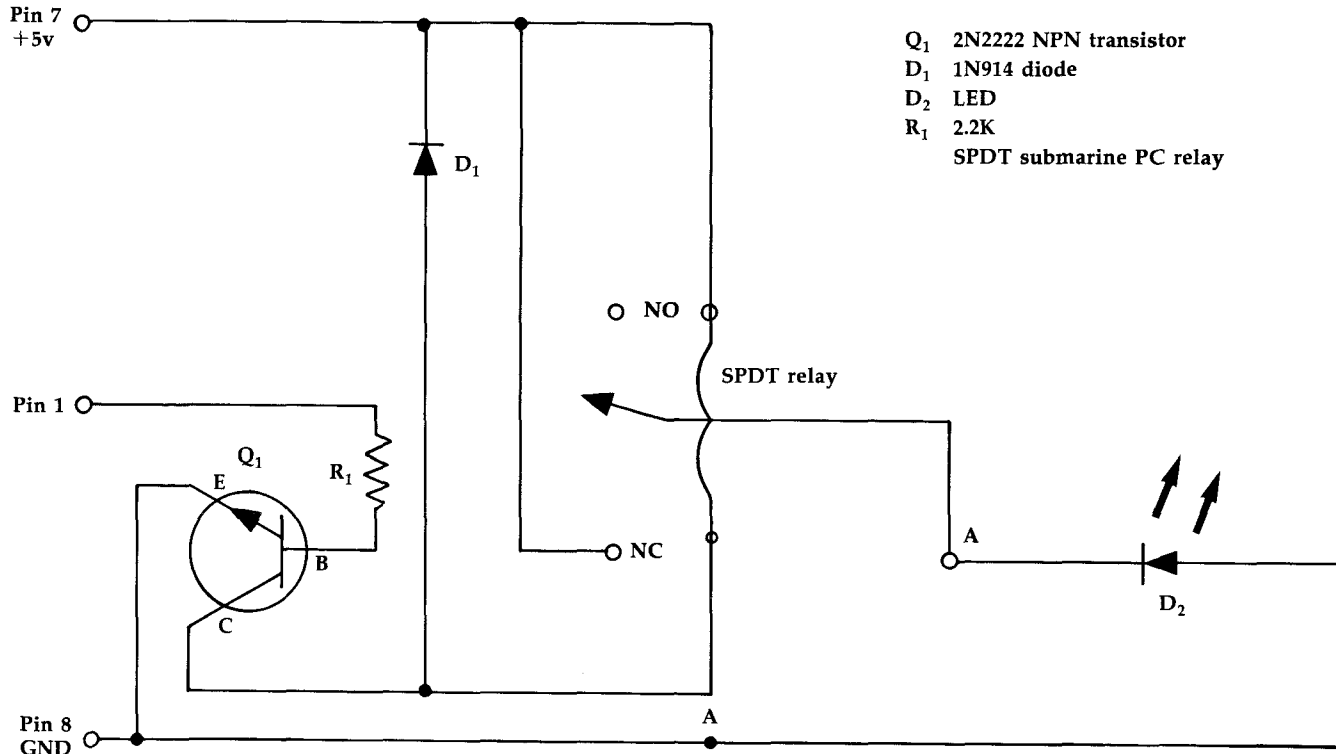 Pin 7
+5v
Q₁ 2N2222 NPN transistor
D₁ 1N914 diode
D₂ LED
R₁ 2.2K
SPDT submarine PC relay
D₁
NO
SPDT relay
Pin 1
Q₁
R₁
E
B
C
NC
A
D₂
A
Pin 8
GND